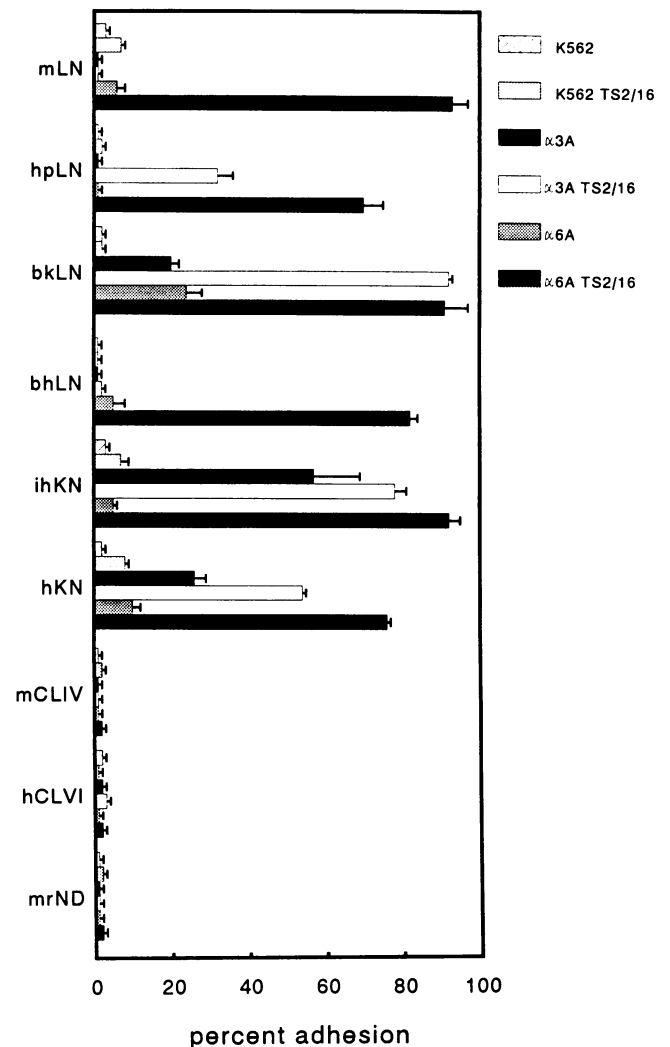 mLN
hpLN
bkLN
bhLN
ihKN
hKN
mCLIV
hCLVI
mrND
0 20 40 60 80 100
percent adhesion
K562
K562 TS2/16
α3A
α3A TS2/16
α6A
α6A TS2/16